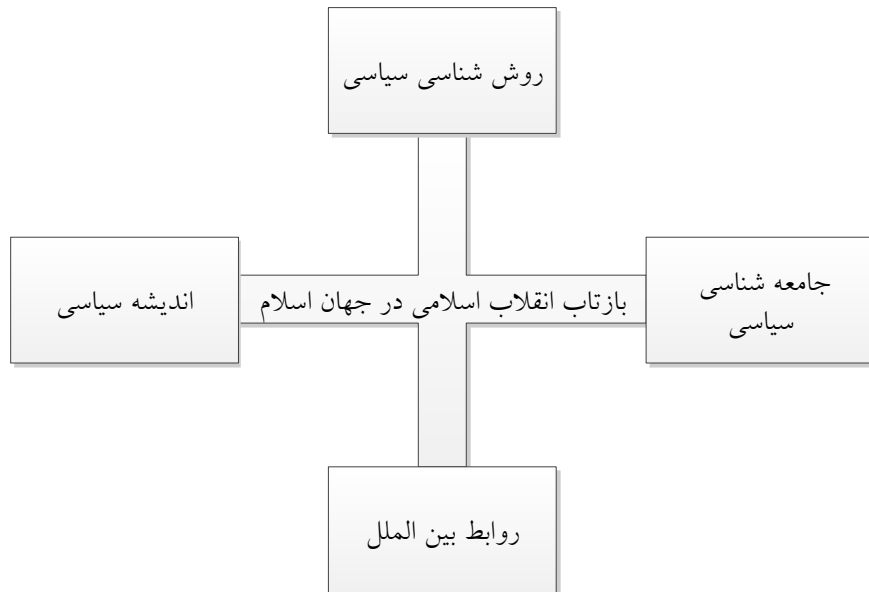 روش شناسی سیاسی
جامعه شناسی
سیاسی
بازتاب انقلاب اسلامی در جهان اسلام
اندیشه سیاسی
روابط بین الملل